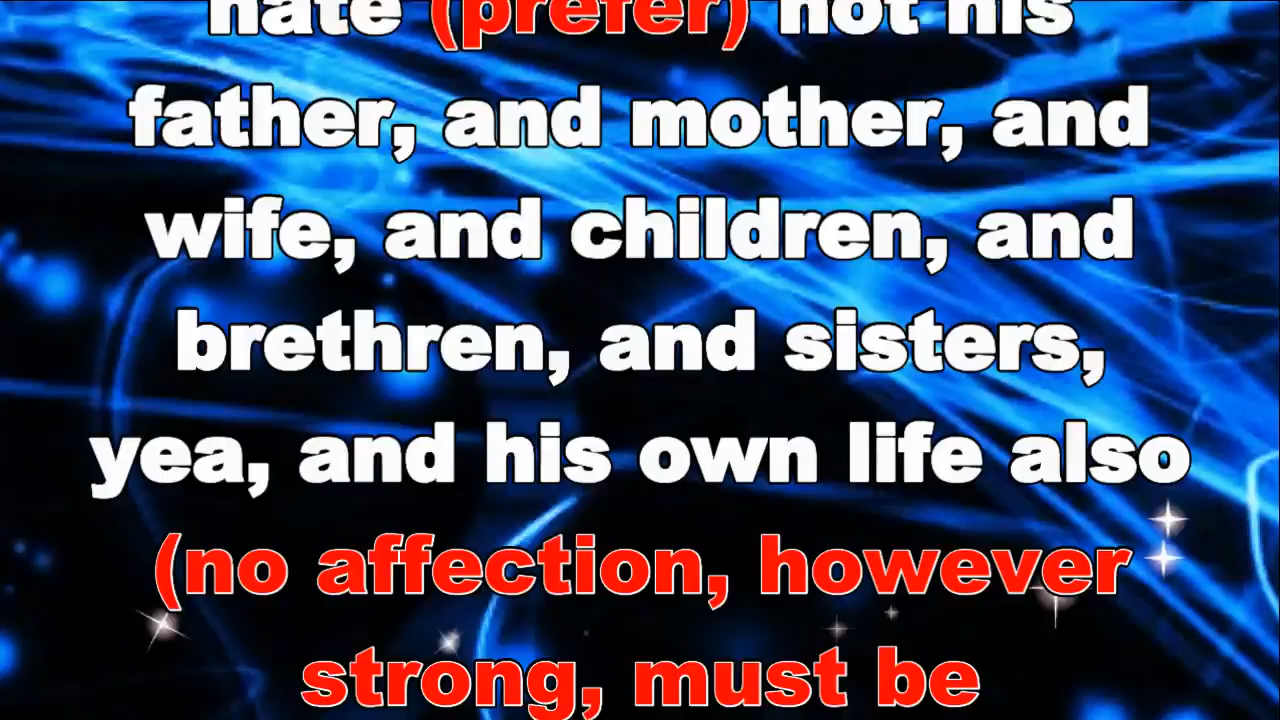 hate (prefer) not his
father, and mother, and
wife, and children, and
brethren, and sisters,
yea, and his own life also
(no affection, however
strong, must be